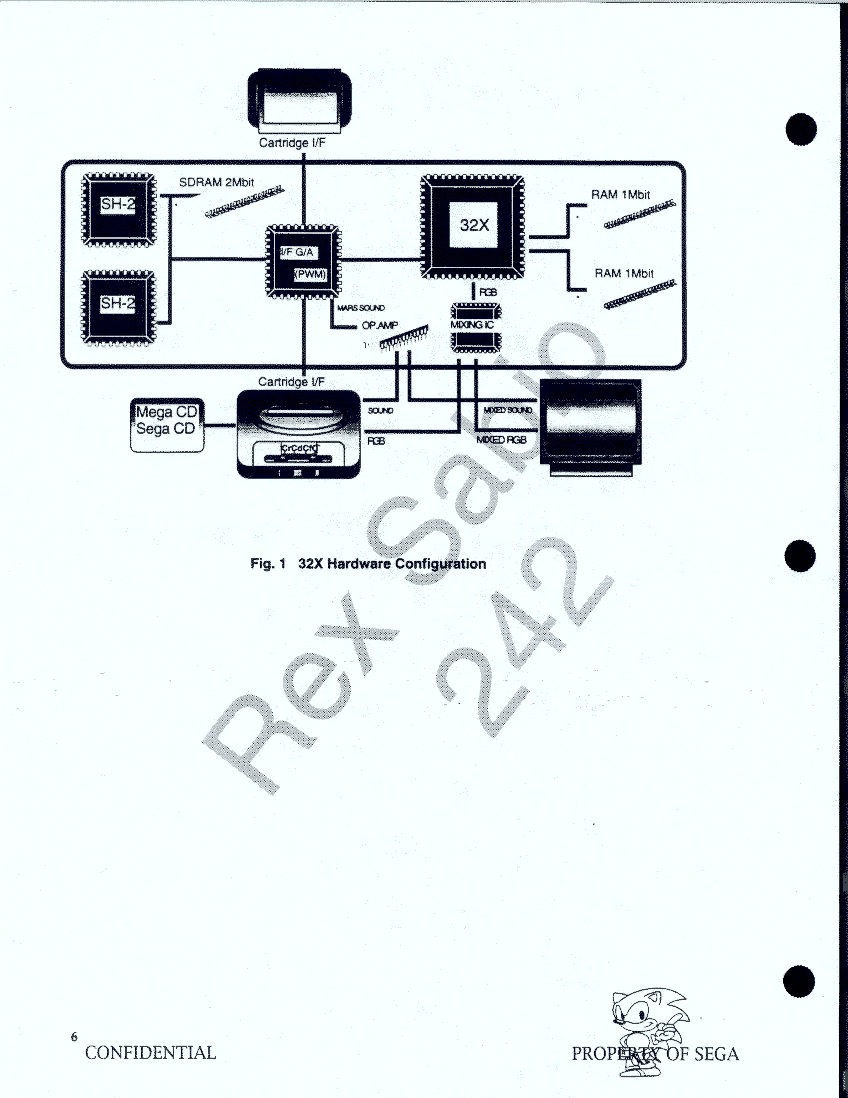 Cartridge I/F
SDRAM 2Mbit
SH-2
32X
RAM 1Mbit
I/F G/A
(PWM)
RAM 1Mbit
SH-2
RGB
MARS SOUND
OP.AMP
MIXING IC
Cartridge I/F
Mega CD
Sega CD
SOUND
MIXED SOUND
RGB
MIXED RGB
Fig. 1 32X Hardware Configuration
Rex Sabio
242
6
CONFIDENTIAL
PROPERTY OF SEGA